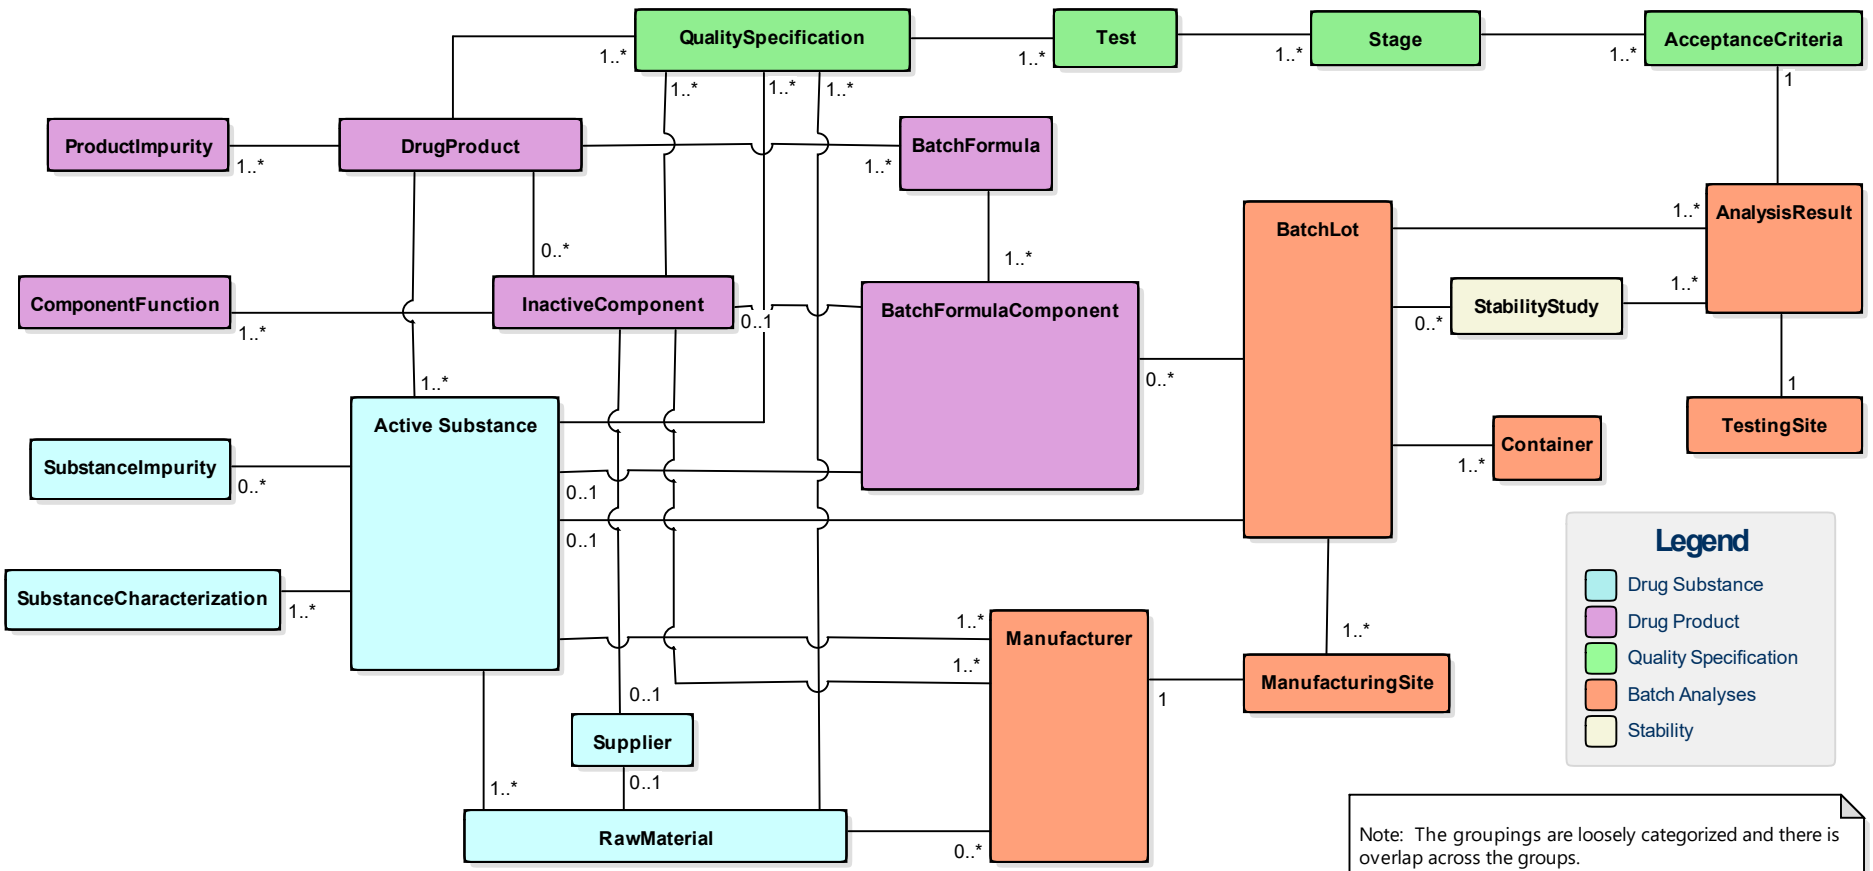 QualitySpecification
Test
Stage
AcceptanceCriteria
1..*
1..*
1..*
1..*
1..*
1..*
1..*
1
ProductImpurity
DrugProduct
BatchFormula
1..*
1..*
BatchLot
1..*
AnalysisResult
0..*
1..*
ComponentFunction
InactiveComponent
BatchFormulaComponent
StabilityStudy
1..*
1..*
0..1
0..*
1..*
0..*
1
Active Substance
TestingSite
SubstanceImpurity
Container
0..*
0..1
1..*
0..1
Legend
Drug Substance
Drug Product
Quality Specification
Batch Analyses
Stability
SubstanceCharacterization
1..*
1..*
Manufacturer
1..*
1..*
ManufacturingSite
0..1
1
Supplier
1..*
0..1
RawMaterial
0..*
Note: The groupings are loosely categorized and there is
overlap across the groups.